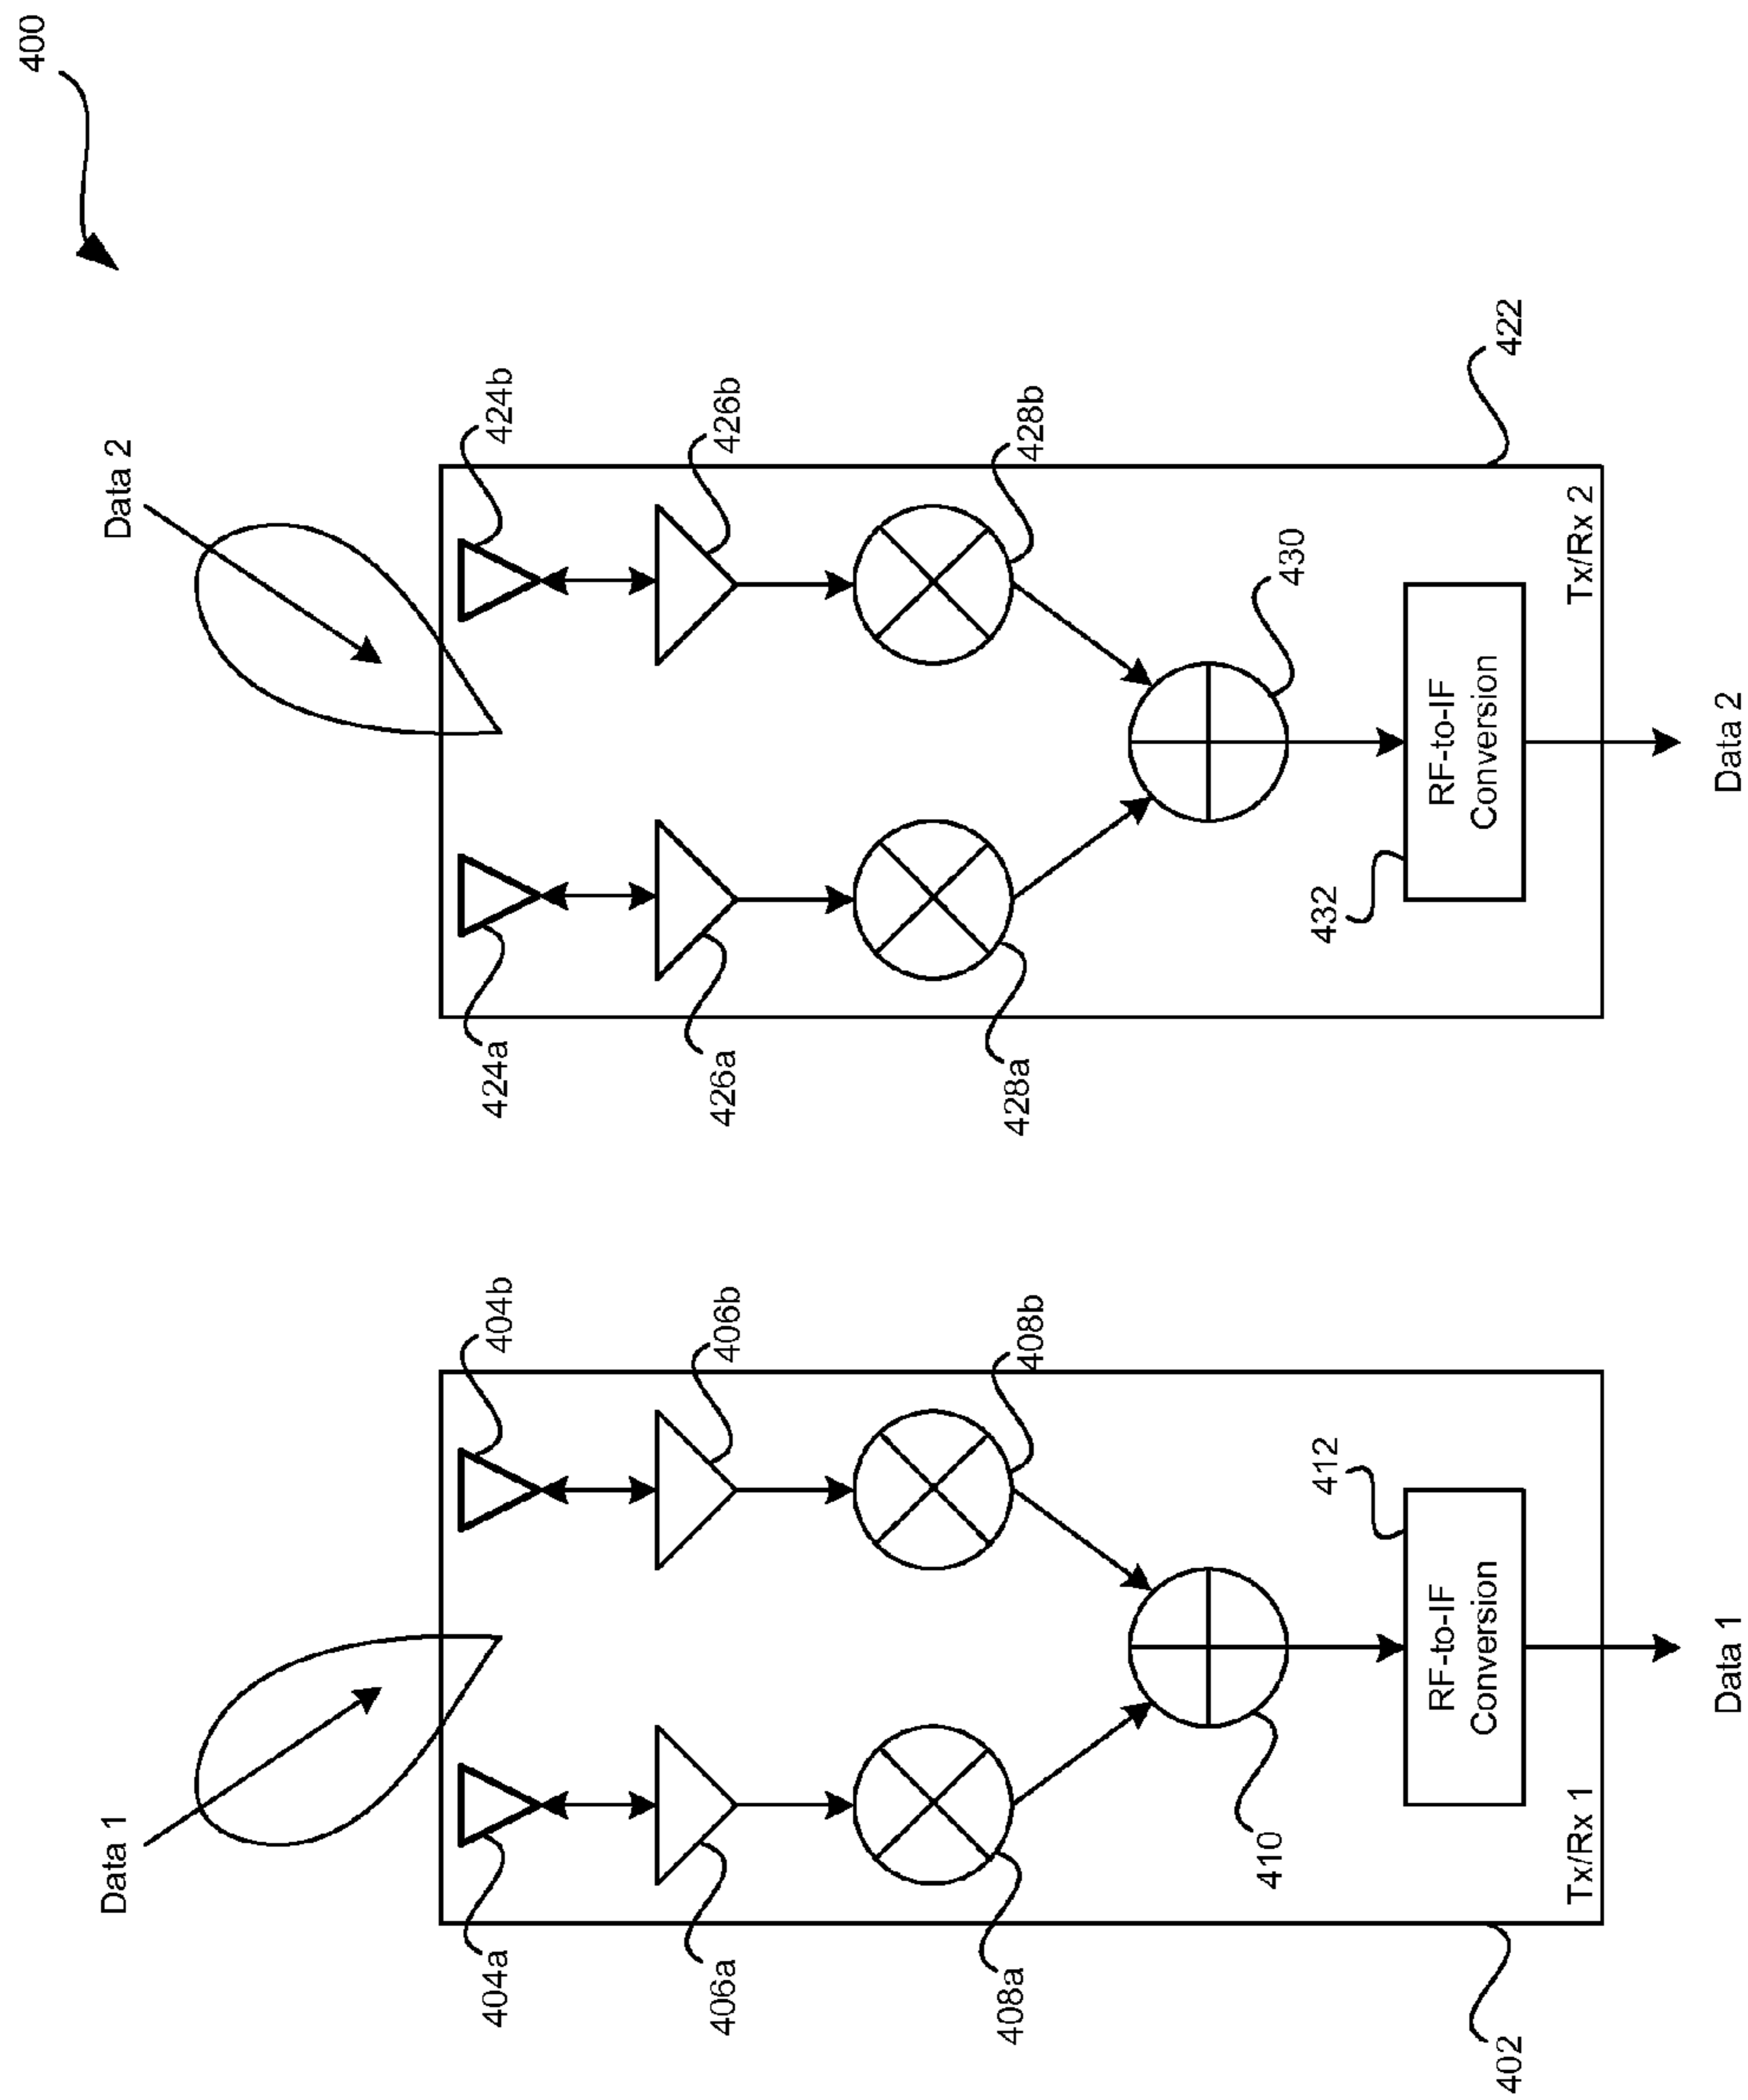 400
Data 1
Data 2
404a
404b
424a
424b
406a
406b
426a
426b
408a
408b
428a
428b
410
430
412
432
RF-to-IF
Conversion
RF-to-IF
Conversion
Tx/Rx 1
Tx/Rx 2
402
422
Data 1
Data 2